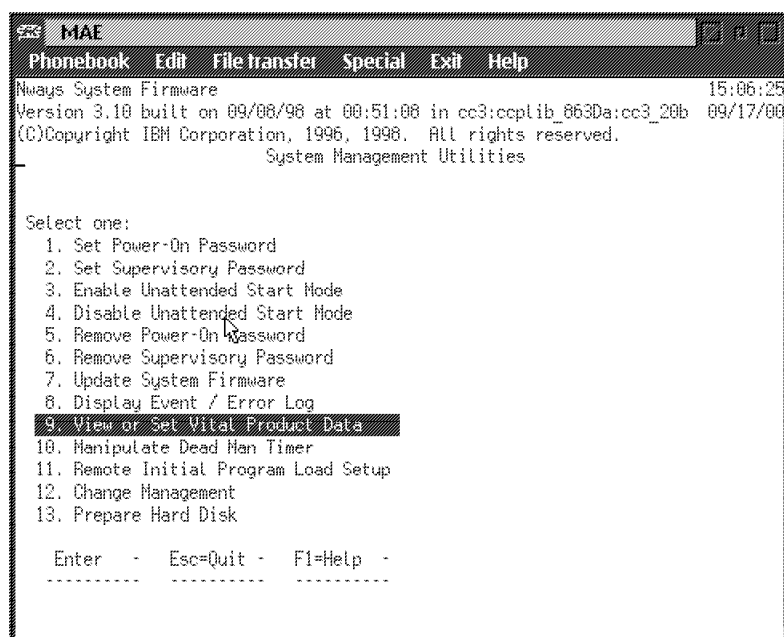 MAE
Phonebook Edit File transfer Special Exit Help
Nways System Firmware 15:06:25
Version 3.10 built on 09/08/98 at 00:51:08 in cc3:ccplib_863Da:cc3_20b 09/17/00
(C)Copyright IBM Corporation, 1996, 1998. All rights reserved.
System Management Utilities
Select one:
1. Set Power-On Password
2. Set Supervisory Password
3. Enable Unattended Start Mode
4. Disable Unattended Start Mode
5. Remove Power-On Password
6. Remove Supervisory Password
7. Update System Firmware
8. Display Event / Error Log
9. View or Set Vital Product Data
10. Manipulate Dead Man Timer
11. Remote Initial Program Load Setup
12. Change Management
13. Prepare Hard Disk
Enter - Esc=Quit - F1=Help -
---------- ---------- ----------